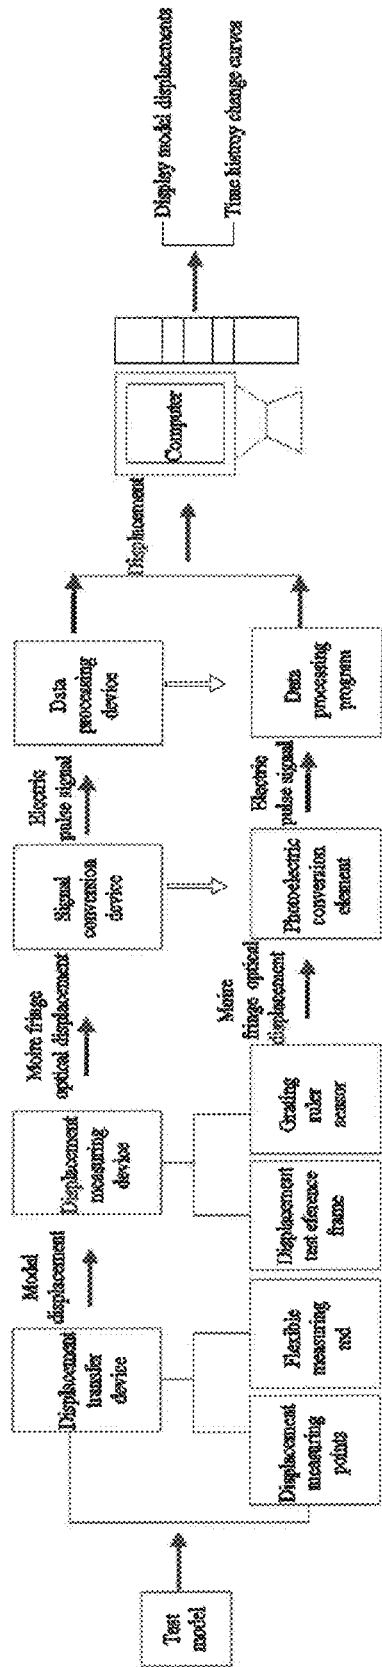 Test
model
Displacement
transfer
device
Model
displacement
Displacement
measuring
device
Moire fringe
optical displacement
Signal
conversion
device
Electric
pulse signal
Data
processing
device
Displacement
measuring
points
Flexible
measuring
rod
Displacement
test eference
frame
Grating
ruler
sensor
Moire
fringe optical
displacement
Photoelectric
conversion
element
Electric
pulse signal
Data
processing
program
Displacement
Computer
Display model displacements
Time history change curves